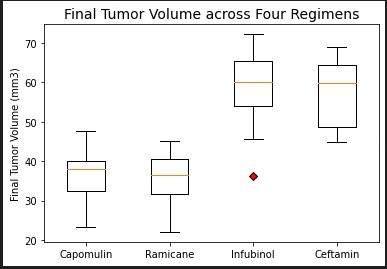 Final Tumor Volume across Four Regimens
Final Tumor Volume (mm3)
70
60
50
40
30
20
Capomulin Ramicane Infubinol Ceftamin